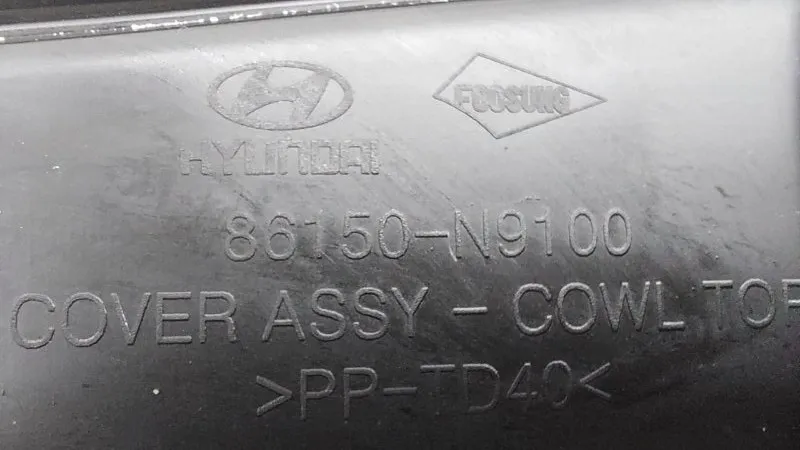 FOOSUNG
HYUNDAI
86150-N9100
COVER ASSY - COWL TOP
>PP-TD40<